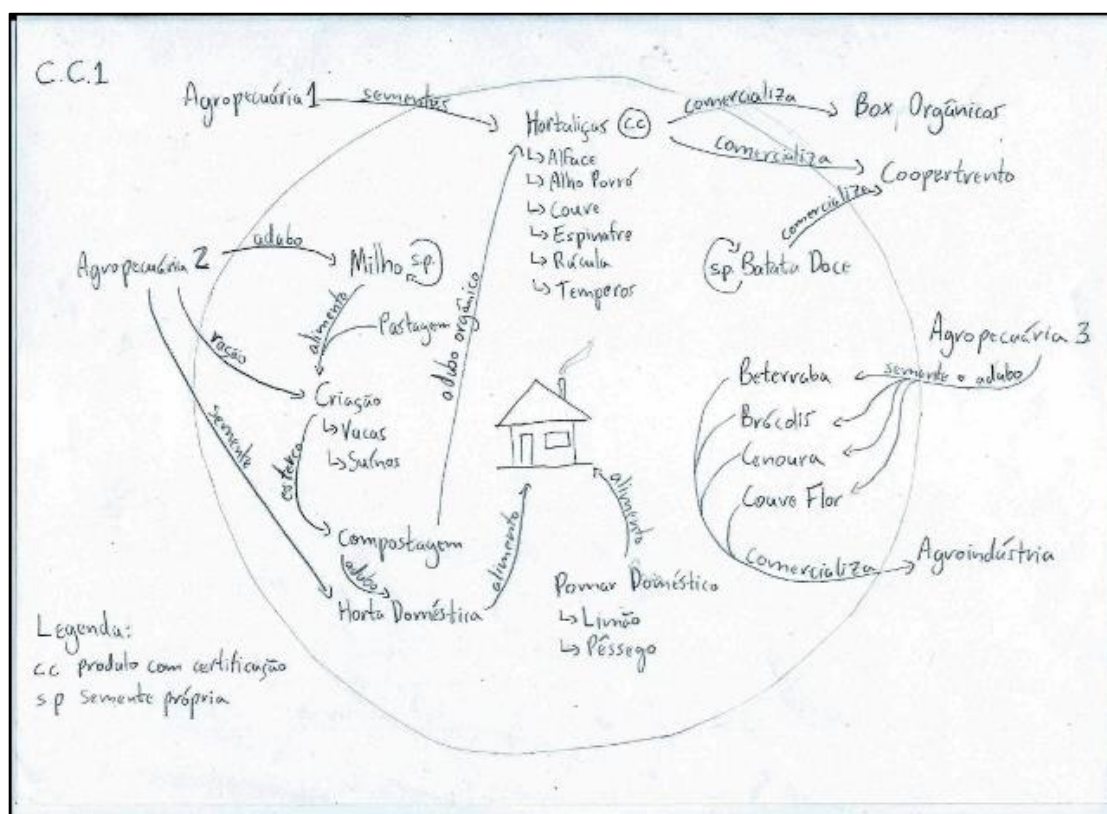 C.C.1
Agropecuária 1
sementes
Hortaliças cc
↳ Alface
↳ Alho Porró
↳ Couve
↳ Espinafre
↳ Rúcula
↳ Temperos
comercializa
Box Orgânicos
comercializa
Coopertrento
comercializa
sp Batata Doce
Agropecuária 2
adubo
Milho sp
alimento
Pastagem
ração
Criação
↳ Vacas
↳ Suínos
semente
esterco
Compostagem
adubo orgânico
adubo
Horta Doméstica
alimento
alimento
Pomar Doméstico
↳ Limão
↳ Pêssego
Agropecuária 3
semente e adubo
Beterraba
Brócolis
Cenoura
Couve Flor
comercializa
Agroindústria
Legenda:
cc produto com certificação
sp semente própria